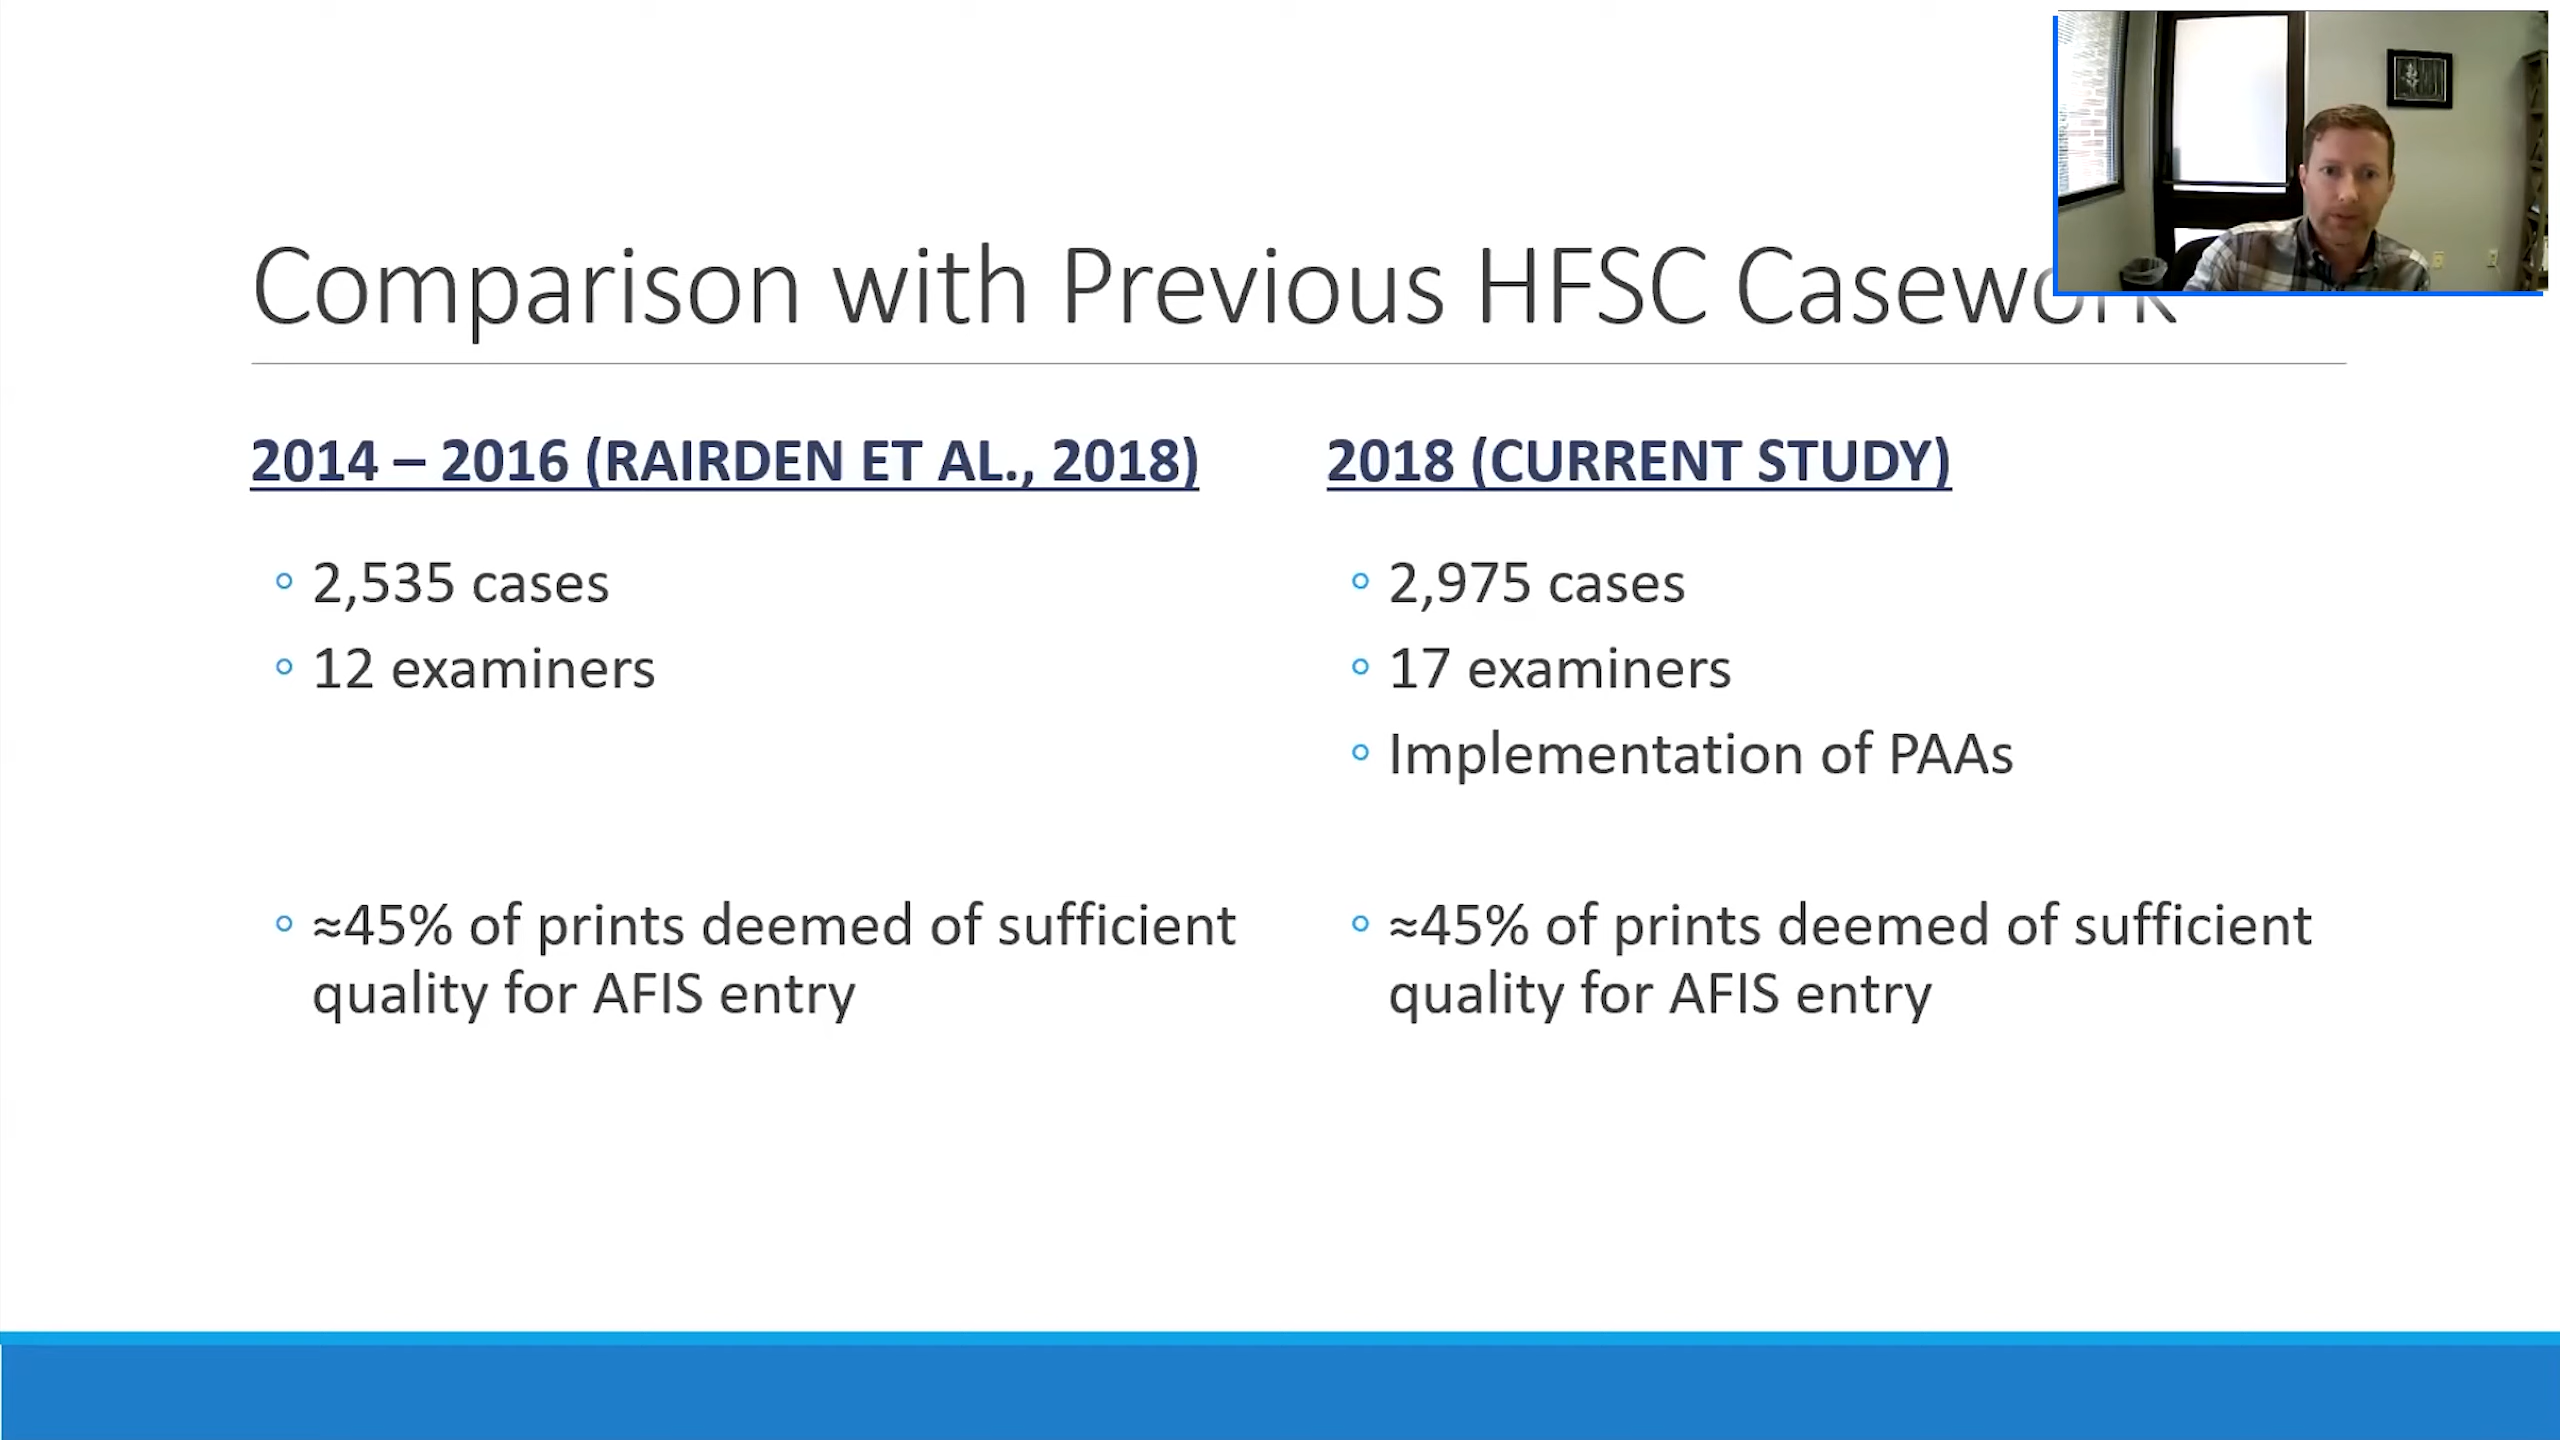 Comparison with Previous HFSC Casework
2014 – 2016 (RAIRDEN ET AL., 2018)
◦ 2,535 cases
◦ 12 examiners
◦ ≈45% of prints deemed of sufficient
quality for AFIS entry
2018 (CURRENT STUDY)
◦ 2,975 cases
◦ 17 examiners
◦ Implementation of PAAs
◦ ≈45% of prints deemed of sufficient
quality for AFIS entry